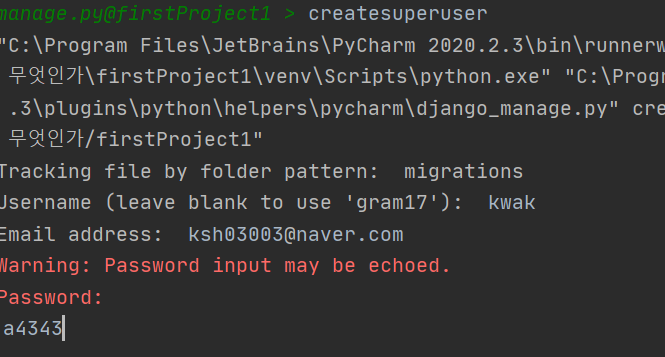 manage.py@firstProject1 > createsuperuser
"C:\Program Files\JetBrains\PyCharm 2020.2.3\bin\runnerw
무엇인가\firstProject1\venv\Scripts\python.exe" "C:\Progr
.3\plugins\python\helpers\pycharm\django_manage.py" cre
무엇인가/firstProject1"
Tracking file by folder pattern:  migrations
Username (leave blank to use 'gram17'):  kwak
Email address:  ksh03003@naver.com
Warning: Password input may be echoed.
Password:
a4343